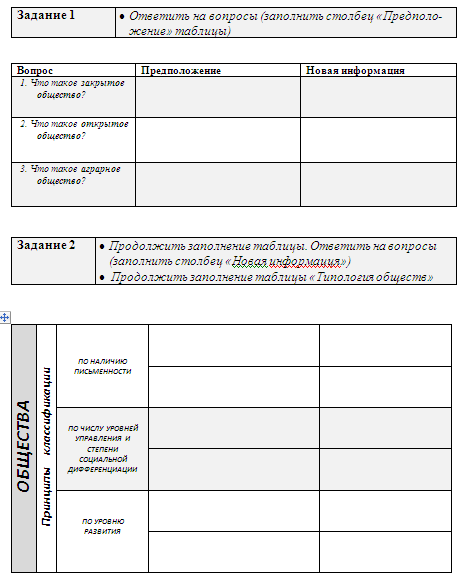 Задание 1
• Ответить на вопросы (заполнить столбец «Предполо-
жение» таблицы)
Вопрос Предположение Новая информация
1. Что такое закрытое
общество?
2. Что такое открытое
общество?
3. Что такое аграрное
общество?
Задание 2
• Продолжить заполнение таблицы. Ответить на вопросы
(заполнить столбец «Новая информация»)
• Продолжить заполнение таблицы «Типология обществ»
ОБЩЕСТВА
Принципы классификации
ПО НАЛИЧИЮ
ПИСЬМЕННОСТИ
ПО ЧИСЛУ УРОВНЕЙ
УПРАВЛЕНИЯ И
СТЕПЕНИ
СОЦИАЛЬНОЙ
ДИФФЕРЕНЦИАЦИИ
ПО УРОВНЮ
РАЗВИТИЯ